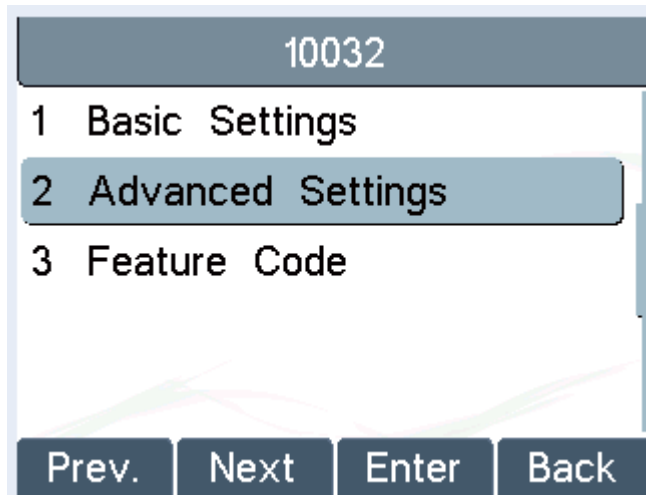 10032
1 Basic Settings
2 Advanced Settings
3 Feature Code
Prev. Next Enter Back